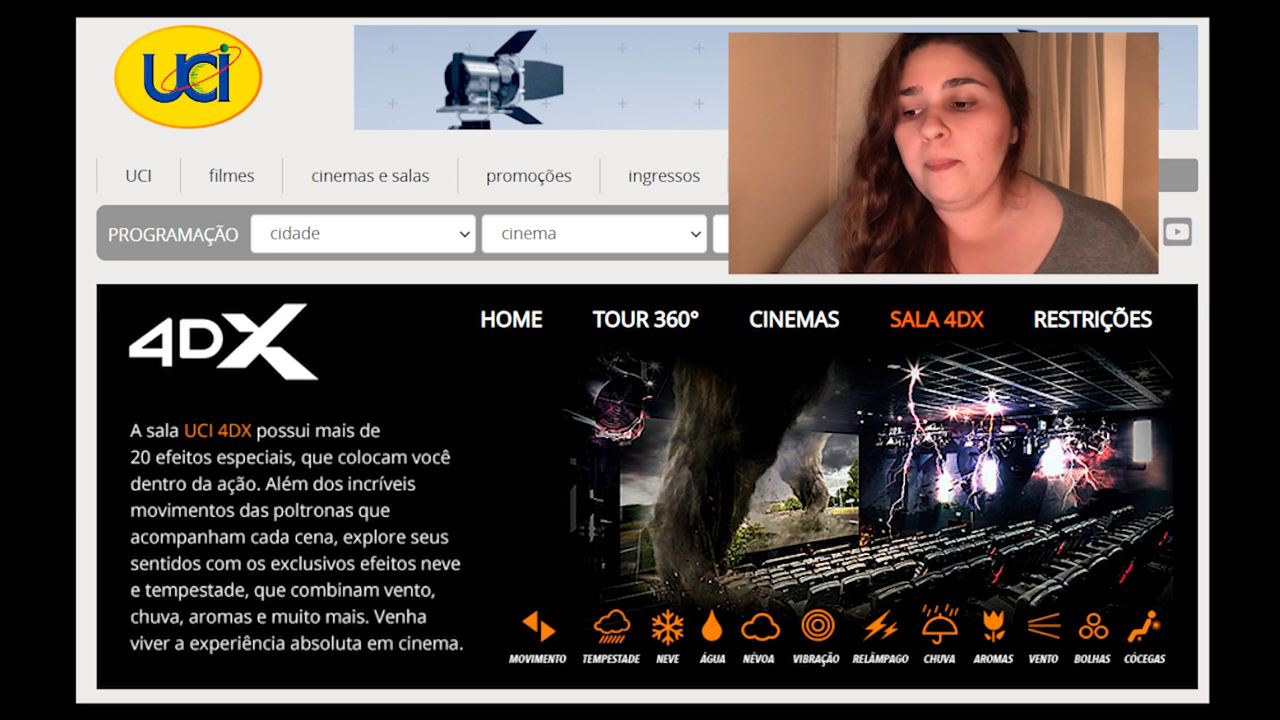 UCI
UCI
filmes
cinemas e salas
promoções
ingressos
PROGRAMAÇÃO
cidade
cinema
4DX
HOME
TOUR 360°
CINEMAS
SALA 4DX
RESTRIÇÕES
A sala UCI 4DX possui mais de
20 efeitos especiais, que colocam você
dentro da ação. Além dos incríveis
movimentos das poltronas que
acompanham cada cena, explore seus
sentidos com os exclusivos efeitos neve
e tempestade, que combinam vento,
chuva, aromas e muito mais. Venha
viver a experiência absoluta em cinema.
MOVIMENTO
TEMPESTADE
NEVE
ÁGUA
NÉVOA
VIBRAÇÃO
RELÂMPAGO
CHUVA
AROMAS
VENTO
BOLHAS
CÓCEGAS